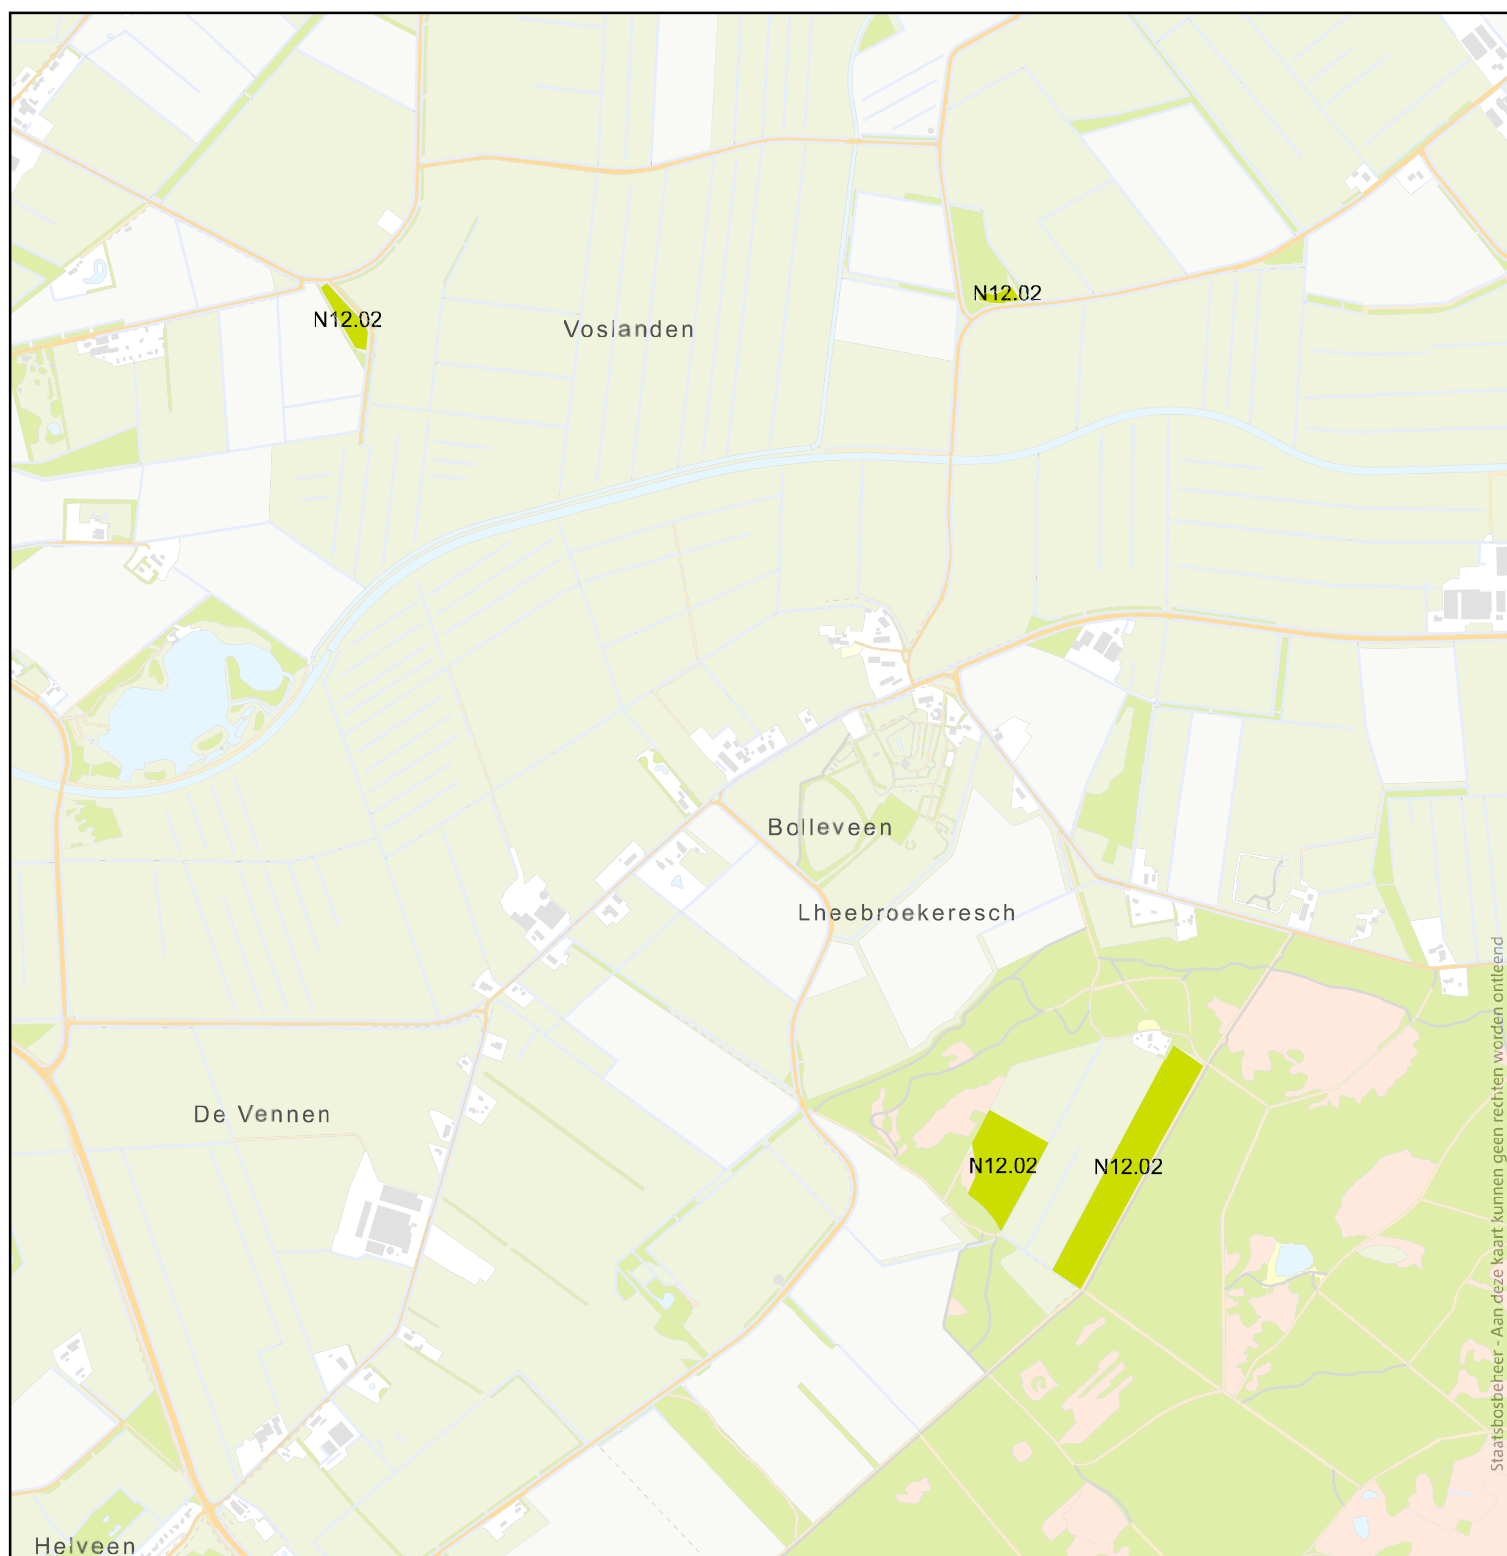 N12.02
N12.02
Voslanden
Bolleveen
Lheebroekeresch
De Vennen
N12.02
N12.02
Helveen
Staatsbosbeheer - Aan deze kaart kunnen geen rechten worden ontleend